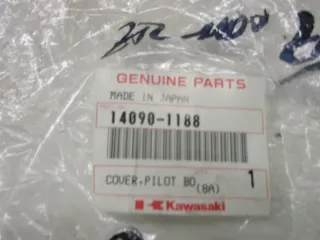 GENUINE PARTS
MADE IN JAPAN
14090-1188
COVER,PILOT BO
(8A)
1
Kawasaki